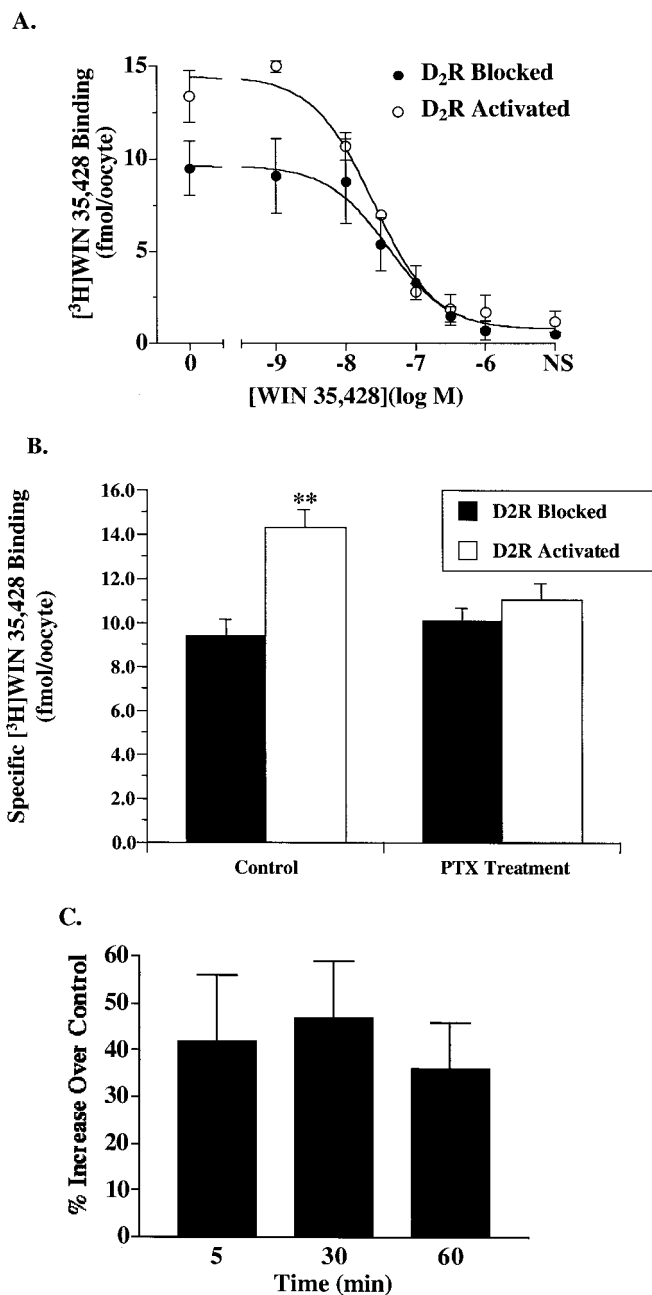 A.
[³H]WIN 35,428 Binding
(fmol/oocyte)
15
10
5
0
D₂R Blocked
D₂R Activated
0 -9 -8 -7 -6 NS
[WIN 35,428](log M)
B.
Specific [³H]WIN 35,428 Binding
(fmol/oocyte)
16.0
14.0
12.0
10.0
8.0
6.0
4.0
2.0
0.0
**
D2R Blocked
D2R Activated
Control PTX Treatment
C.
% Increase Over Control
60
50
40
30
20
10
0
5 30 60
Time (min)